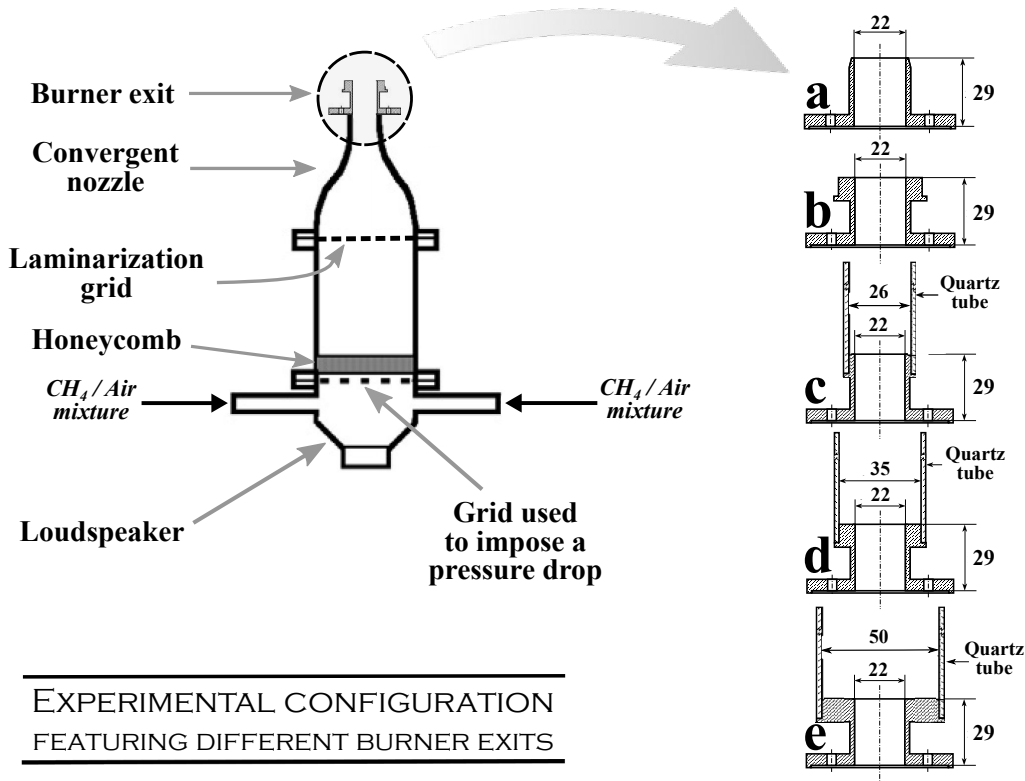 Burner exit
Convergent
nozzle
Laminarization
grid
Honeycomb
CH4 / Air
mixture
CH4 / Air
mixture
Loudspeaker
Grid used
to impose a
pressure drop
EXPERIMENTAL CONFIGURATION
FEATURING DIFFERENT BURNER EXITS
22
a
29
22
b
29
26
Quartz
tube
22
c
29
35
Quartz
tube
22
d
29
50
Quartz
tube
22
e
29